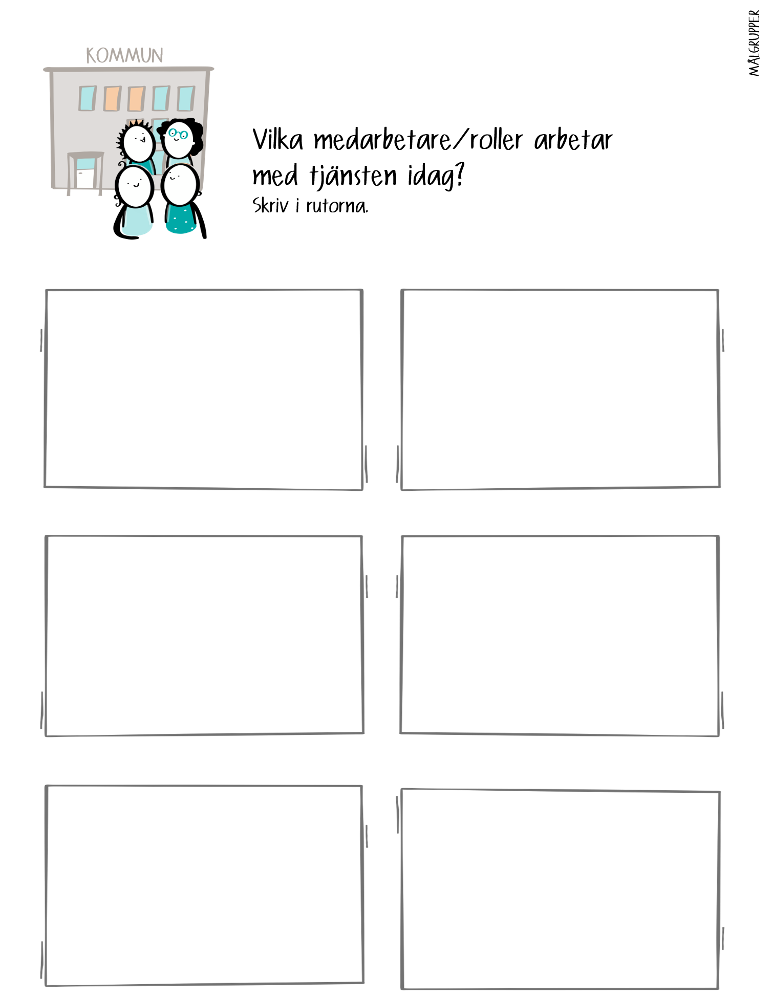 MÅLGRUPPER
KOMMUN
Vilka medarbetare/roller arbetar
med tjänsten idag?
Skriv i rutorna.